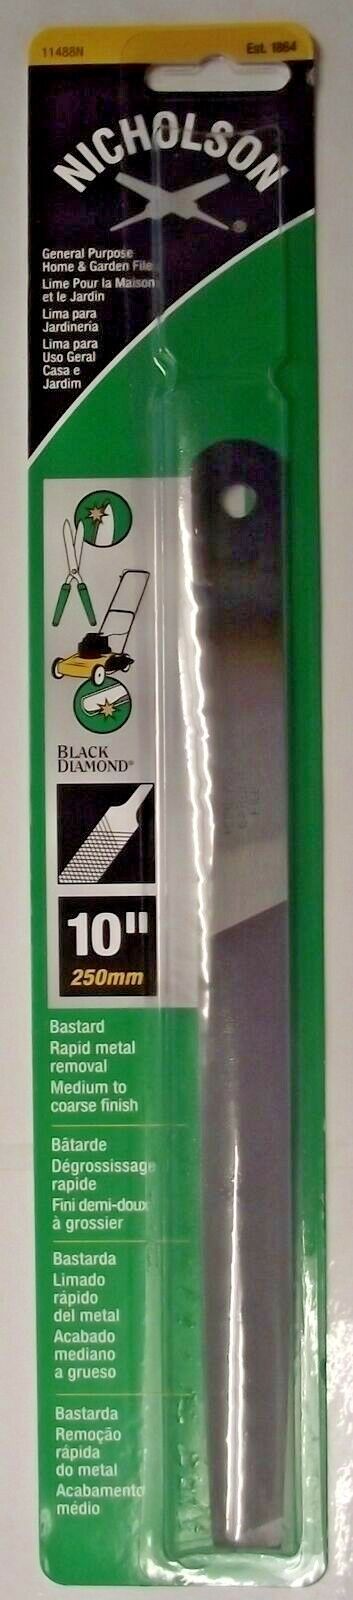 11488N
Est. 1864
NICHOLSON
®
General Purpose
Home & Garden File
Lime Pour la Maison
et le Jardin
Lima para
Jardinería
Lima para
Uso Geral
Casa e
Jardim
BLACK
DIAMOND®
10"
250mm
Bastard
Rapid metal
removal
Medium to
coarse finish
Bâtarde
Dégrossissage
rapide
Fini demi-doux
à grossier
Bastarda
Limado
rápido
del metal
Acabado
mediano
a grueso
Bastarda
Remoção
rápida
do metal
Acabamento
médio